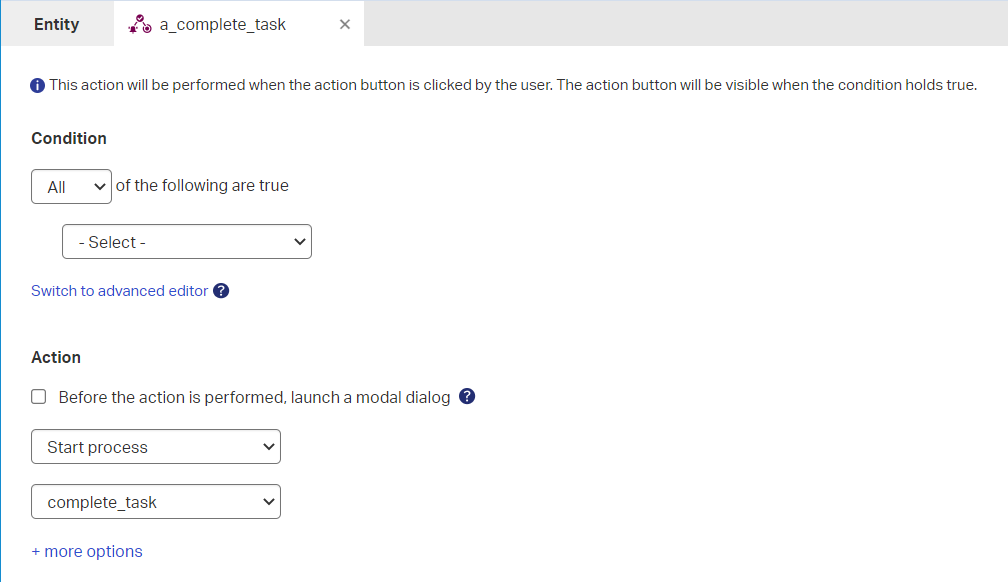 Entity a_complete_task
This action will be performed when the action button is clicked by the user. The action button will be visible when the condition holds true.
Condition
All of the following are true
- Select -
Switch to advanced editor
Action
Before the action is performed, launch a modal dialog
Start process
complete_task
+ more options